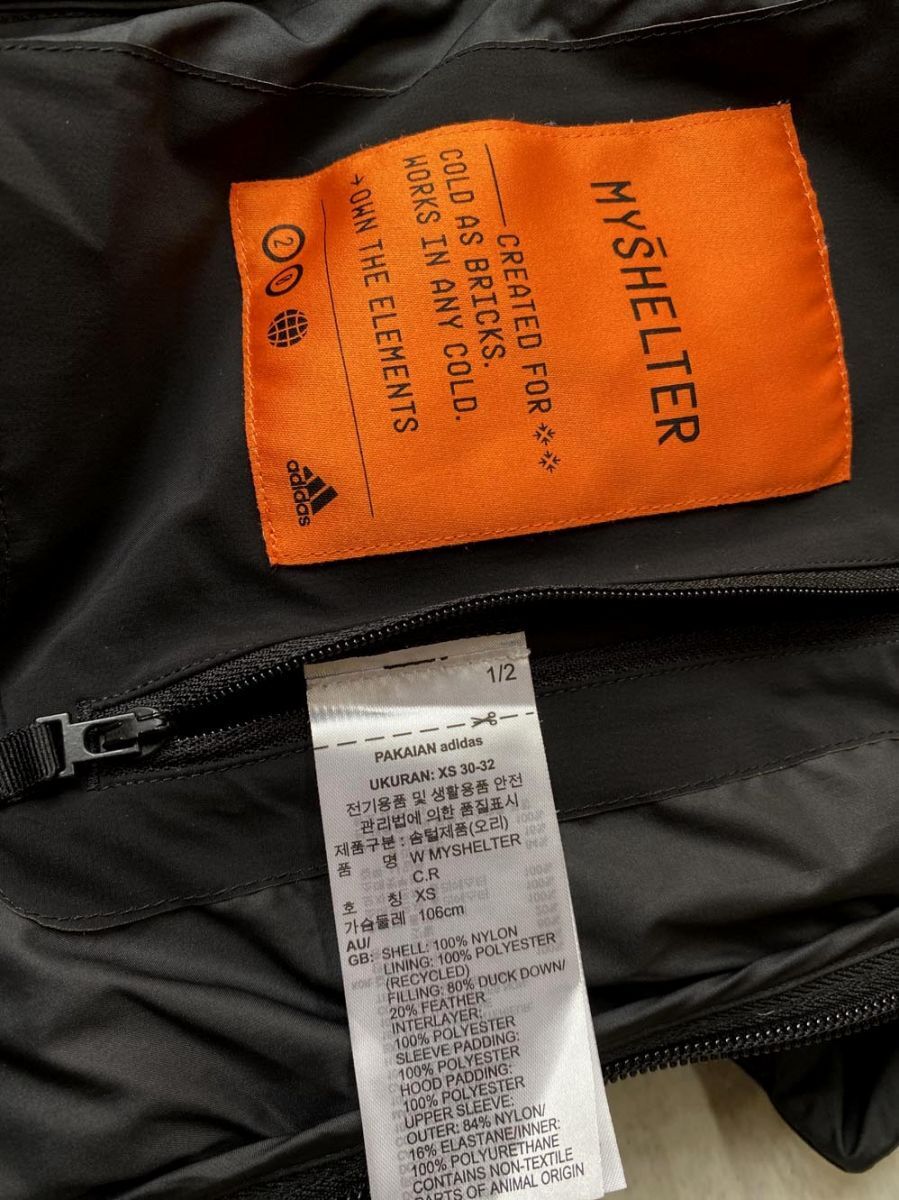 MYSHELTER
CREATED FOR
COLD AS BRICKS.
WORKS IN ANY COLD.
→OWN THE ELEMENTS
2 0
adidas
1/2
PAKAIAN adidas
UKURAN: XS 30-32
전기용품 및 생활용품 안전
관리법에 의한 품질표시
제품구분 : 솜털제품(오리)
품 명 W MYSHELTER
C.R
호 칭 XS
가슴둘레 106cm
AU/
GB: SHELL: 100% NYLON
LINING: 100% POLYESTER
(RECYCLED)
FILLING: 80% DUCK DOWN/
20% FEATHER
INTERLAYER:
100% POLYESTER
SLEEVE PADDING:
100% POLYESTER
HOOD PADDING:
100% POLYESTER
UPPER SLEEVE:
OUTER: 84% NYLON/
16% ELASTANE/INNER:
100% POLYURETHANE
CONTAINS NON-TEXTILE
PARTS OF ANIMAL ORIGIN